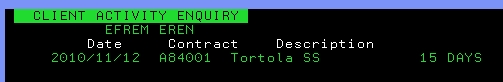 CLIENT ACTIVITY ENQUIRY
EFREM EREN
Date Contract Description
2010/11/12 A84001 Tortola SS 15 DAYS